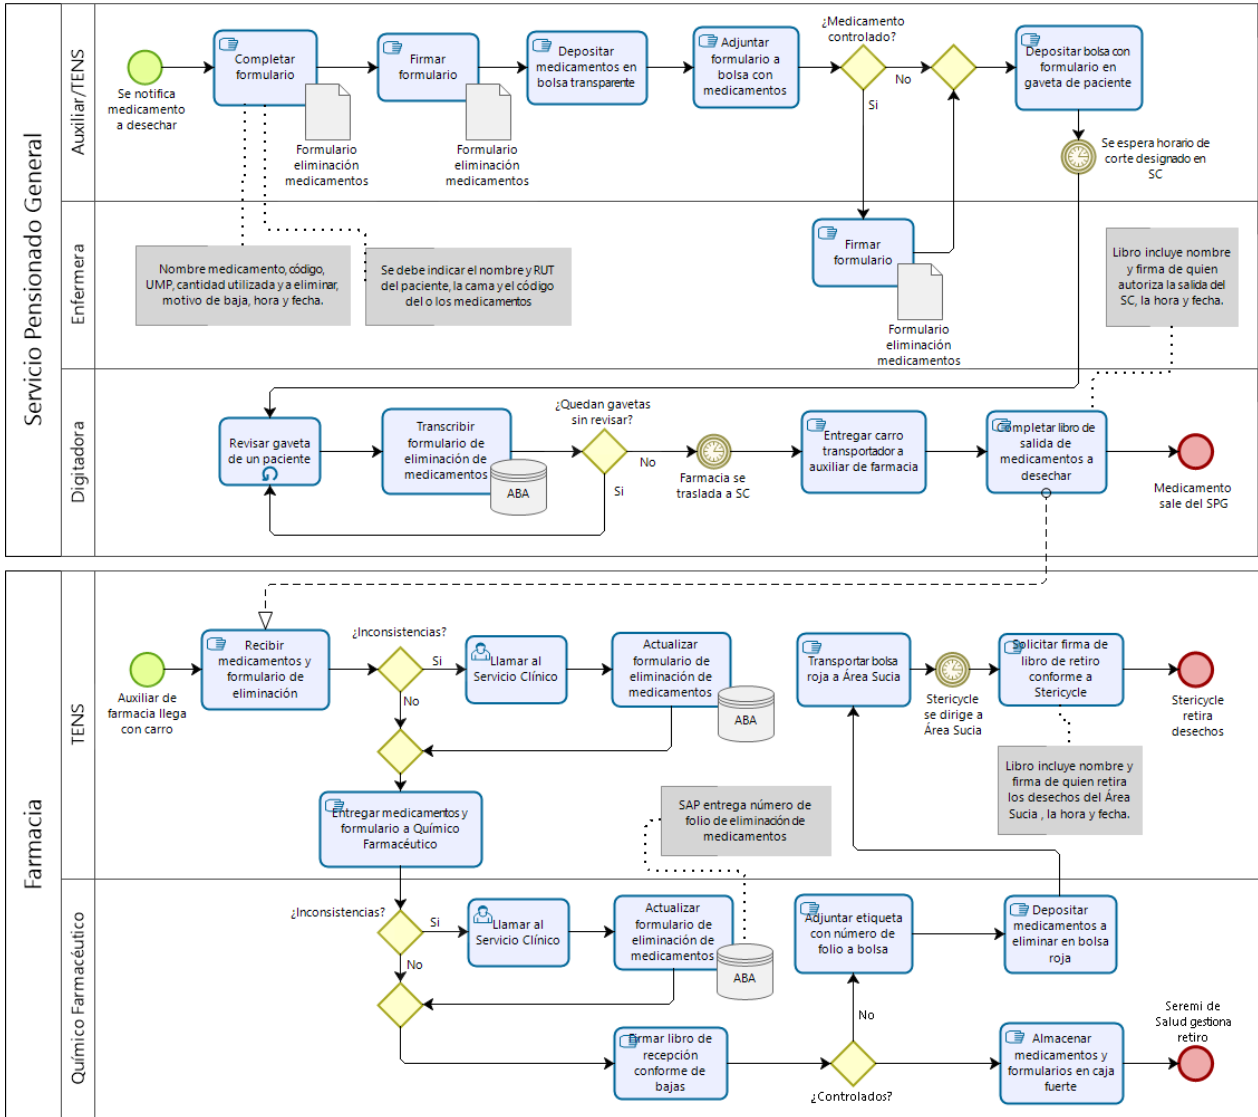 Servicio Pensionado General
Auxiliar/TENS
Se notifica
medicamento
a desechar
Completar
formulario
Formulario
eliminación
medicamentos
Firmar
formulario
Formulario
eliminación
medicamentos
Depositar
medicamentos en
bolsa transparente
Adjuntar
formulario a
bolsa con
medicamentos
¿Medicamento
controlado?
No
Si
Depositar bolsa con
formulario en
gaveta de paciente
Se espera horario de
corte designado en
SC
Enfermera
Nombre medicamento, código,
UMP, cantidad utilizada y a eliminar,
motivo de baja, hora y fecha.
Se debe indicar el nombre y RUT
del paciente, la cama y el código
del o los medicamentos
Firmar
formulario
Formulario
eliminación
medicamentos
Libro incluye nombre
y firma de quien
autoriza la salida del
SC, la hora y fecha.
Digitadora
Revisar gaveta
de un paciente
Transcribir
formulario de
eliminación de
medicamentos
ABA
¿Quedan gavetas
sin revisar?
No
Si
Farmacia se
traslada a SC
Entregar carro
transportador a
auxiliar de farmacia
Completar libro de
salida de
medicamentos a
desechar
Medicamento
sale del SPG
Farmacia
TENS
Auxiliar de
farmacia llega
con carro
Recibir
medicamentos y
formulario de
eliminación
¿Inconsistencias?
Si
No
Llamar al
Servicio Clínico
Actualizar
formulario de
eliminación de
medicamentos
ABA
Entregar medicamentos y
formulario a Químico
Farmacéutico
SAP entrega número de
folio de eliminación de
medicamentos
Transportar bolsa
roja a Área Sucia
Stericycle
se dirige a
Área Sucia
Solicitar firma de
libro de retiro
conforme a
Stericycle
Stericycle
retira
desechos
Libro incluye nombre y
firma de quien retira
los desechos del Área
Sucia , la hora y fecha.
Químico Farmacéutico
¿Inconsistencias?
Si
No
Llamar al
Servicio Clínico
Actualizar
formulario de
eliminación de
medicamentos
ABA
Adjuntar etiqueta
con número de
folio a bolsa
Depositar
medicamentos a
eliminar en bolsa
roja
Firmar libro de
recepción
conforme de
bajas
No
¿Controlados?
Almacenar
medicamentos y
formularios en caja
fuerte
Seremi de
Salud gestiona
retiro